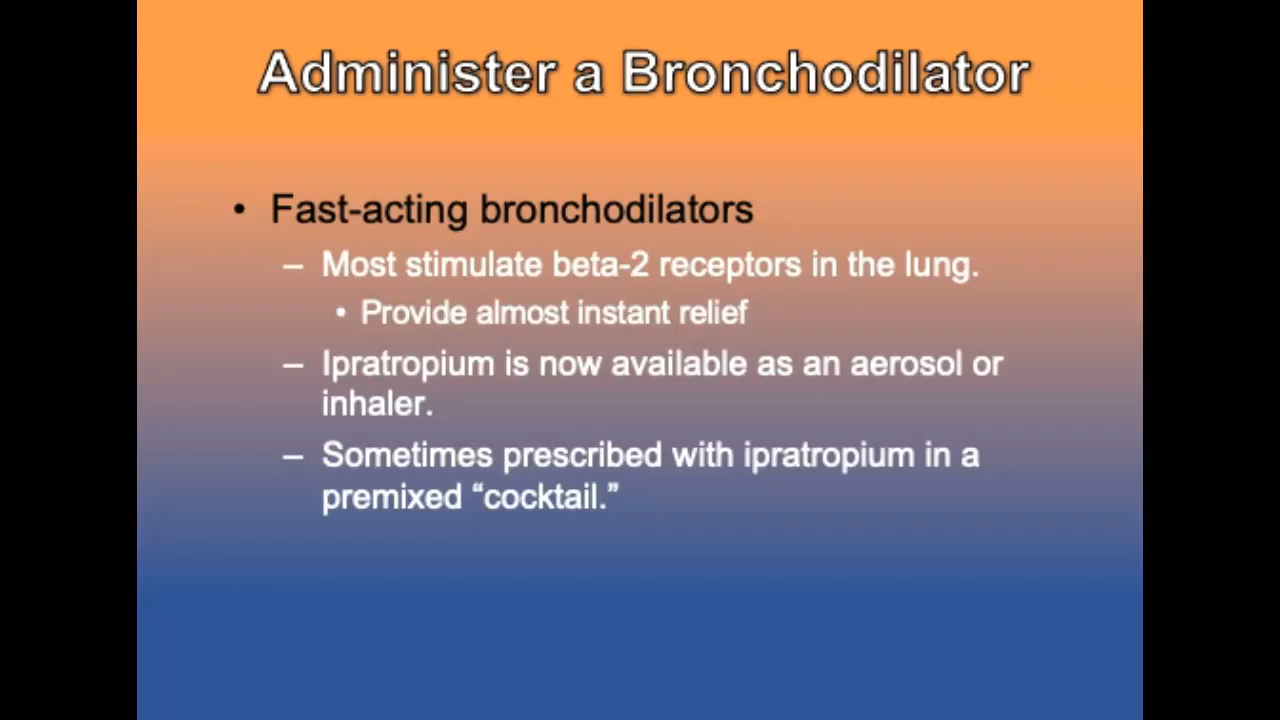 Administer a Bronchodilator
• Fast-acting bronchodilators
– Most stimulate beta-2 receptors in the lung.
• Provide almost instant relief
– Ipratropium is now available as an aerosol or
inhaler.
– Sometimes prescribed with ipratropium in a
premixed “cocktail.”